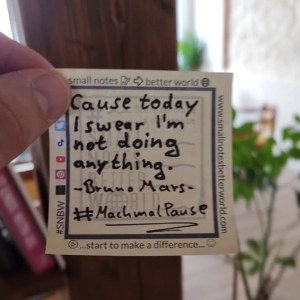 small notes ➪ better world
Cause today
I swear I'm
not doing
anything.
-Bruno Mars-
#MachmalPause
...start to make a difference...
#SNBW
www.smallnotesbetterworld.com